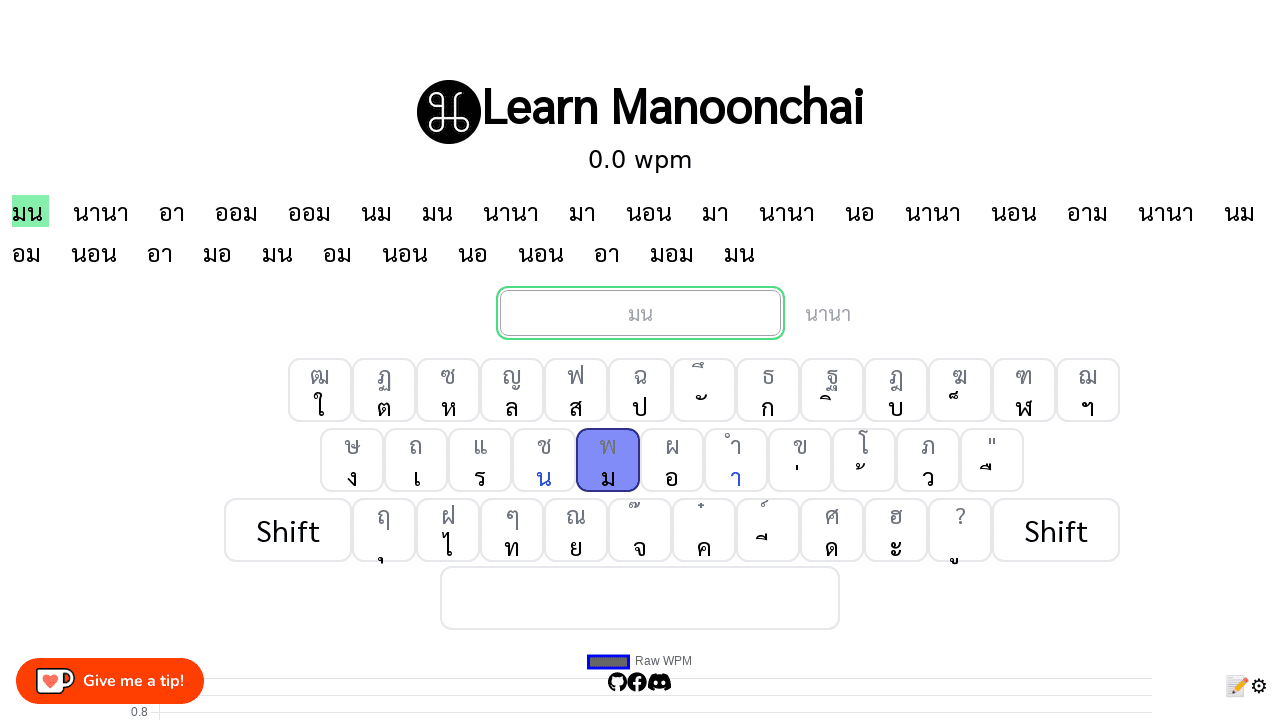 Learn Manoonchai
0.0 wpm
มน นานา อา ออม ออม นม มน นานา มา นอน มา นานา นอ นานา นอน อาม นานา นม
อม นอน อา มอ มน อม นอน นอ นอน อา มอม มน
มน นานา
ฒ ฏ ซ ญ ฟ ฉ ึ ธ ฐ ฎ ฆ ฑ ฌ
ใ ต ห ล ส ป ั ก ิ บ ็ ฬ ฯ
ษ ถ แ ช พ ผ ำ ข โ ภ "
ง เ ร น ม อ า ่ ้ ว ื
ฤ ฝ ๆ ณ ๊ ๋ ์ ศ ฮ ?
Shift ุ ไ ท ย จ ค ี ด ะ ู Shift
Raw WPM
Give me a tip!
0.8